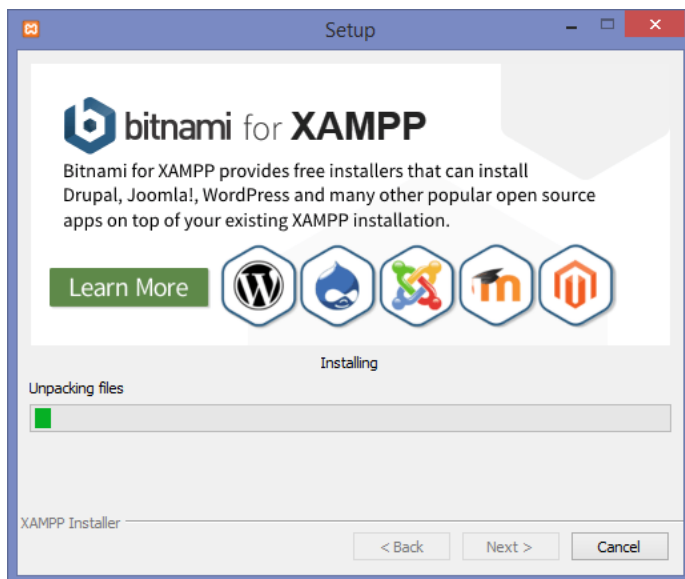 Setup
bitnami for XAMPP
Bitnami for XAMPP provides free installers that can install
Drupal, Joomla!, WordPress and many other popular open source
apps on top of your existing XAMPP installation.
Learn More
Installing
Unpacking files
XAMPP Installer
< Back Next > Cancel